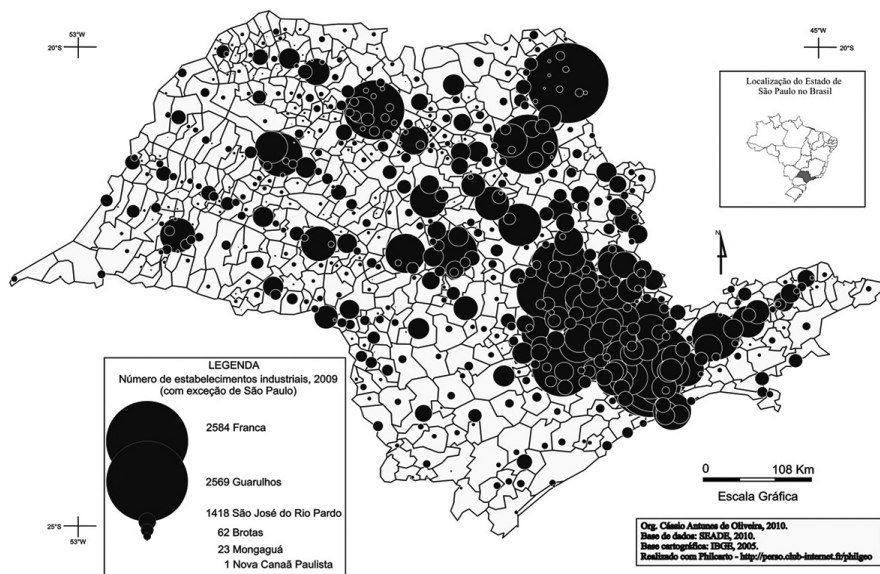 53°W
20°S
45°W
20°S
Localização do Estado de
São Paulo no Brasil
N
LEGENDA
Número de estabelecimentos industriais, 2009
(com exceção de São Paulo)
2584 Franca
2569 Guarulhos
1418 São José do Rio Pardo
62 Brotas
23 Mongaguá
1 Nova Canaã Paulista
25°S
53°W
0 108 Km
Escala Gráfica
Org. Cássio Antunes de Oliveira, 2010.
Base de dados: SEADE, 2010.
Base cartográfica: IBGE, 2005.
Realizado com Philcarto - http://perso.club-internet.fr/philgeo